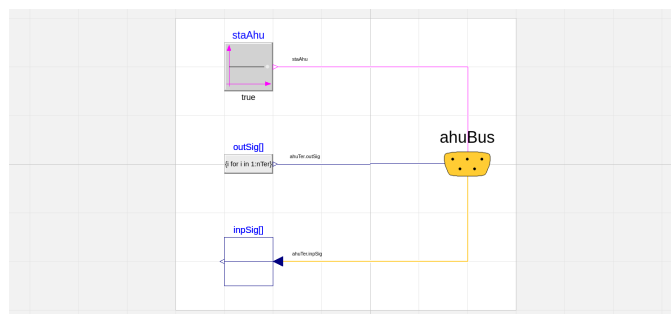 staAhu
staAhu
true
ahuBus
outSig[]
{i for i in 1:nTer}
ahuTer.outSig
inpSig[]
ahuTer.inpSig